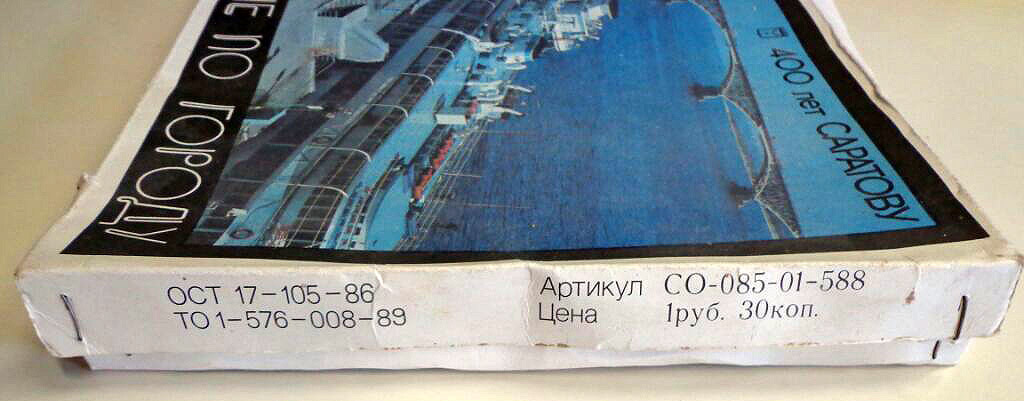 Е ПО ГОРОДУ
400 лет САРАТОВУ
ОСТ 17-105-86
ТО 1-576-008-89
Артикул СО-085-01-588
Цена 1руб. 30коп.